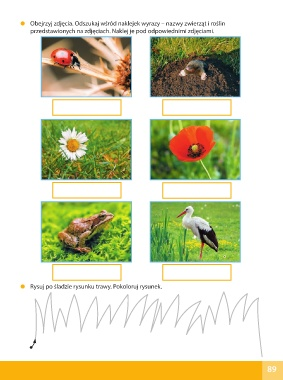 Obejrzyj zdjęcia. Odszukaj wśród naklejek wyrazy – nazwy zwierząt i roślin
przedstawionych na zdjęciach. Naklej je pod odpowiednimi zdjęciami.
Rysuj po śladzie rysunku trawy. Pokoloruj rysunek.
89